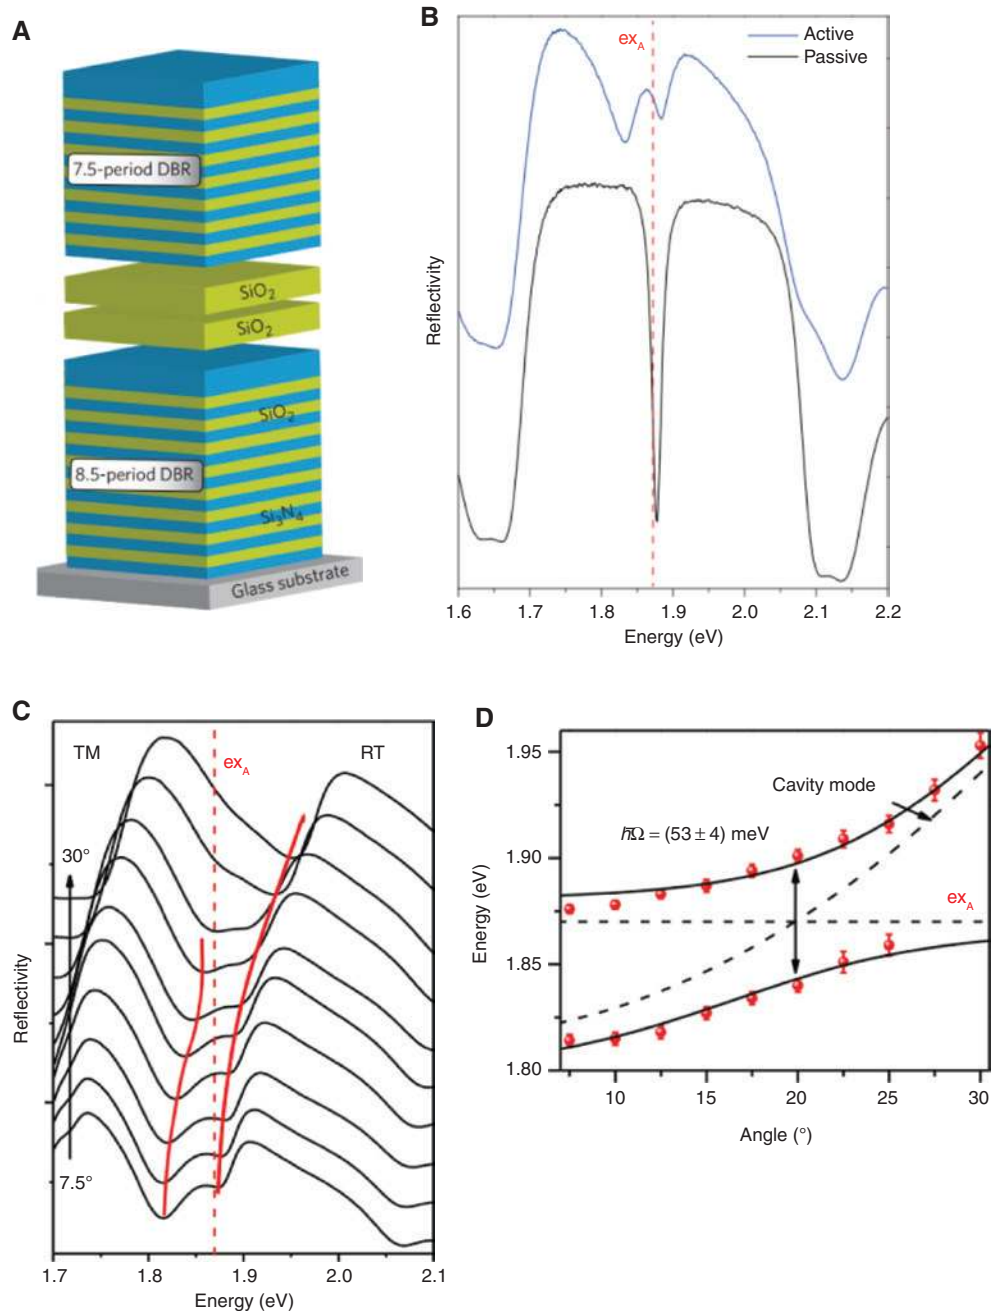 A
7.5-period DBR
SiO₂
SiO₂
SiO₂
8.5-period DBR
Si₃N₄
Glass substrate
B
ex_A
Active
Passive
Reflectivity
1.6 1.7 1.8 1.9 2.0 2.1 2.2
Energy (eV)
C
TM
ex_A
RT
30°
7.5°
Reflectivity
1.7 1.8 1.9 2.0 2.1
Energy (eV)
D
1.95
Cavity mode
ℏΩ = (53 ± 4) meV
1.90
ex_A
Energy (eV)
1.85
1.80
10 15 20 25 30
Angle (°)